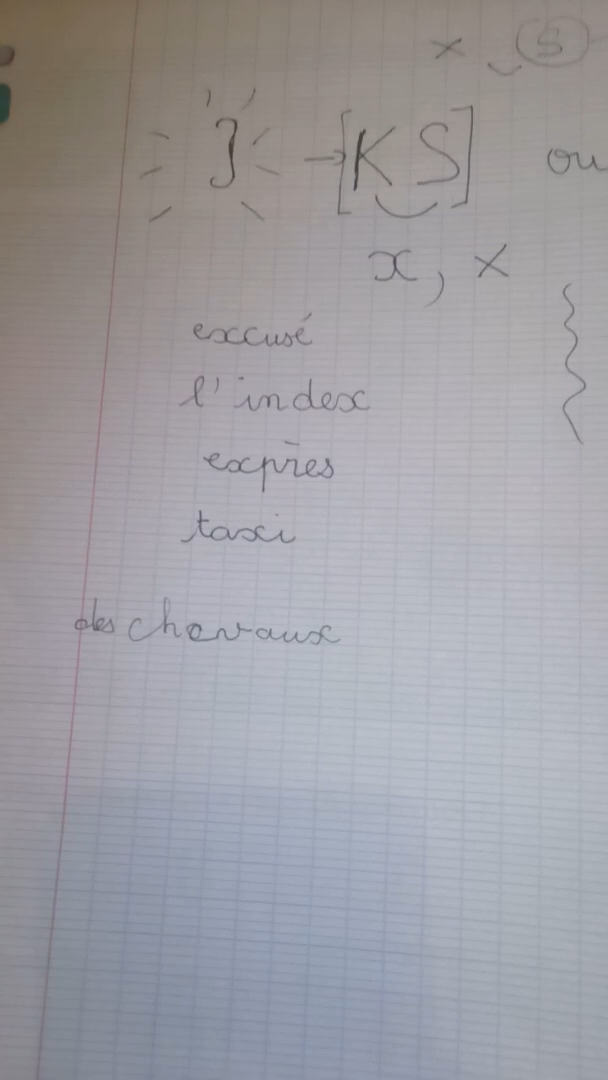 x S
→ [KS] ou
x, x
excusé
l'index
exprès
taxi
des chevaux